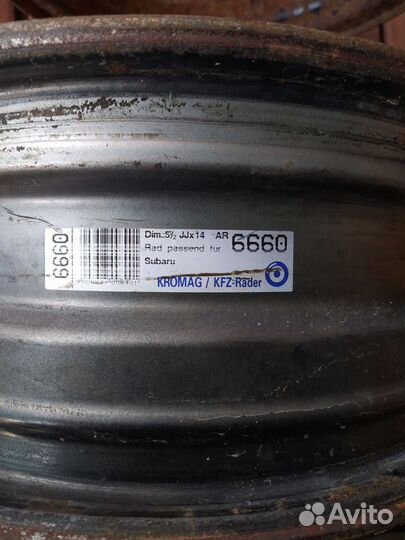 6660
Dim.:5½ JJx14 AR
Rad passend für
6660
Subaru
KROMAG / KFZ-Räder
Avito